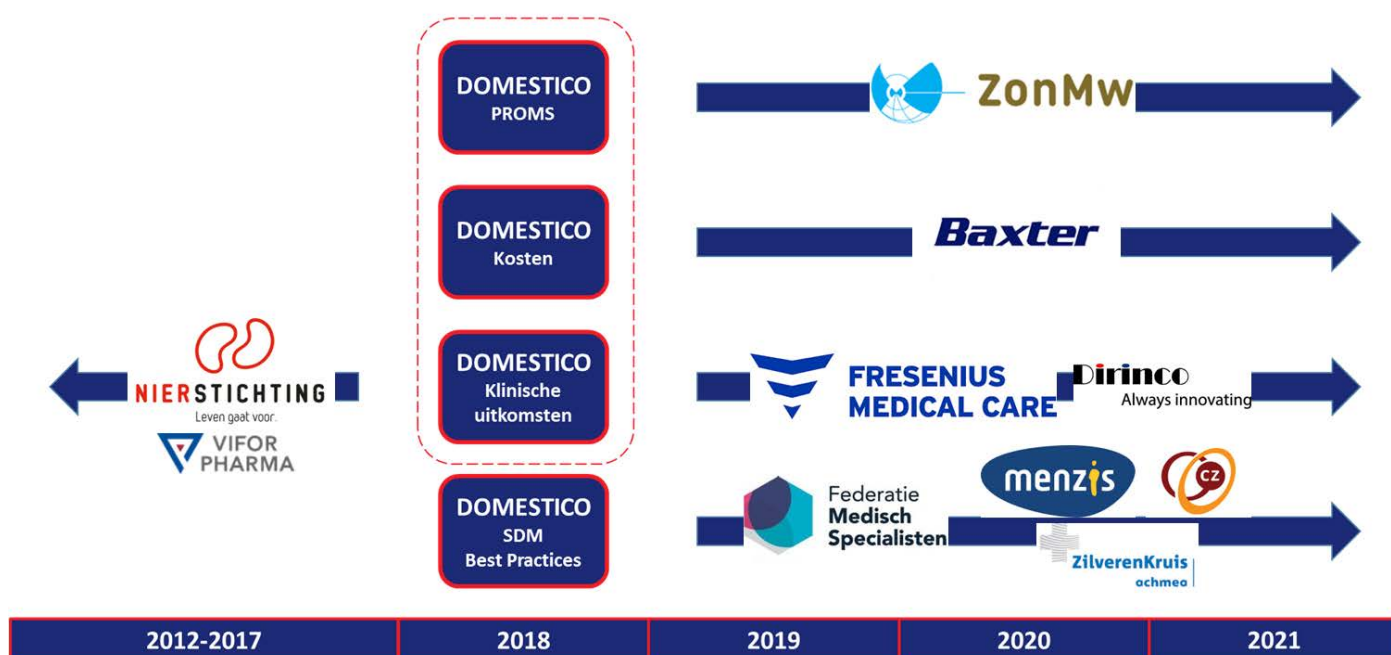 DOMESTICO
PROMS
ZonMw
DOMESTICO
Kosten
Baxter
NIERSTICHTING
Leven gaat voor.
VIFOR
PHARMA
DOMESTICO
Klinische
uitkomsten
FRESENIUS
MEDICAL CARE
Dirinco
Always innovating
DOMESTICO
SDM
Best Practices
Federatie
Medisch
Specialisten
menzis
CZ
ZilverenKruis
achmea
2012-2017 2018 2019 2020 2021